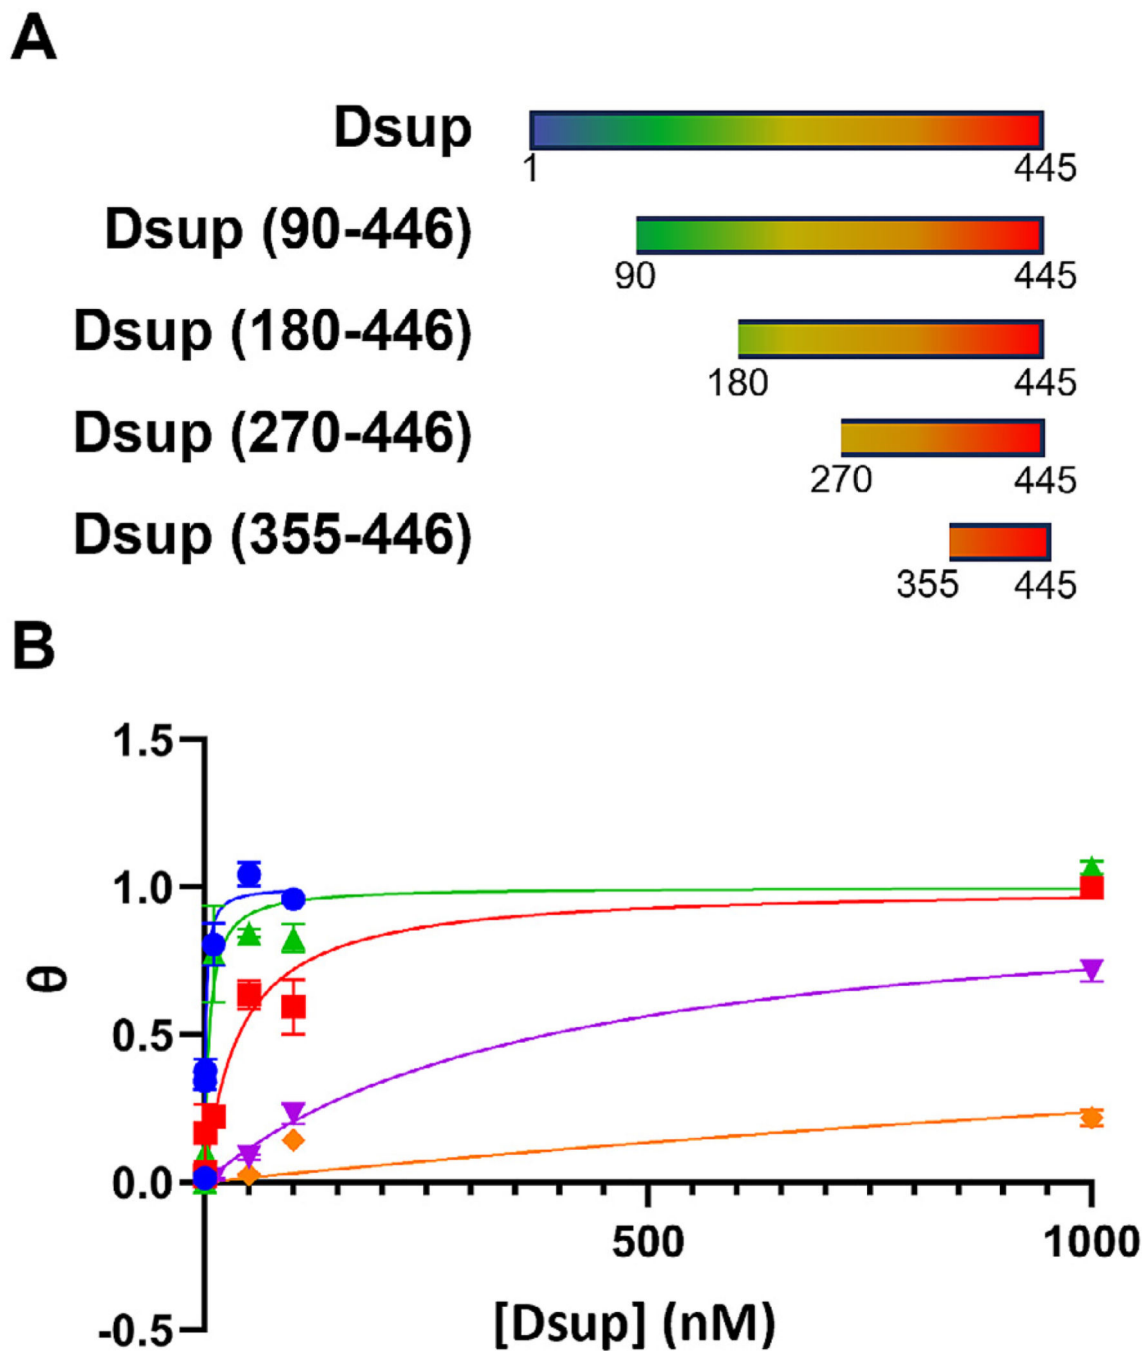 A
Dsup
1 445
Dsup (90-446)
90 445
Dsup (180-446)
180 445
Dsup (270-446)
270 445
Dsup (355-446)
355 445
B
1.5
1.0
0.5
0.0
-0.5
θ
500 1000
[Dsup] (nM)